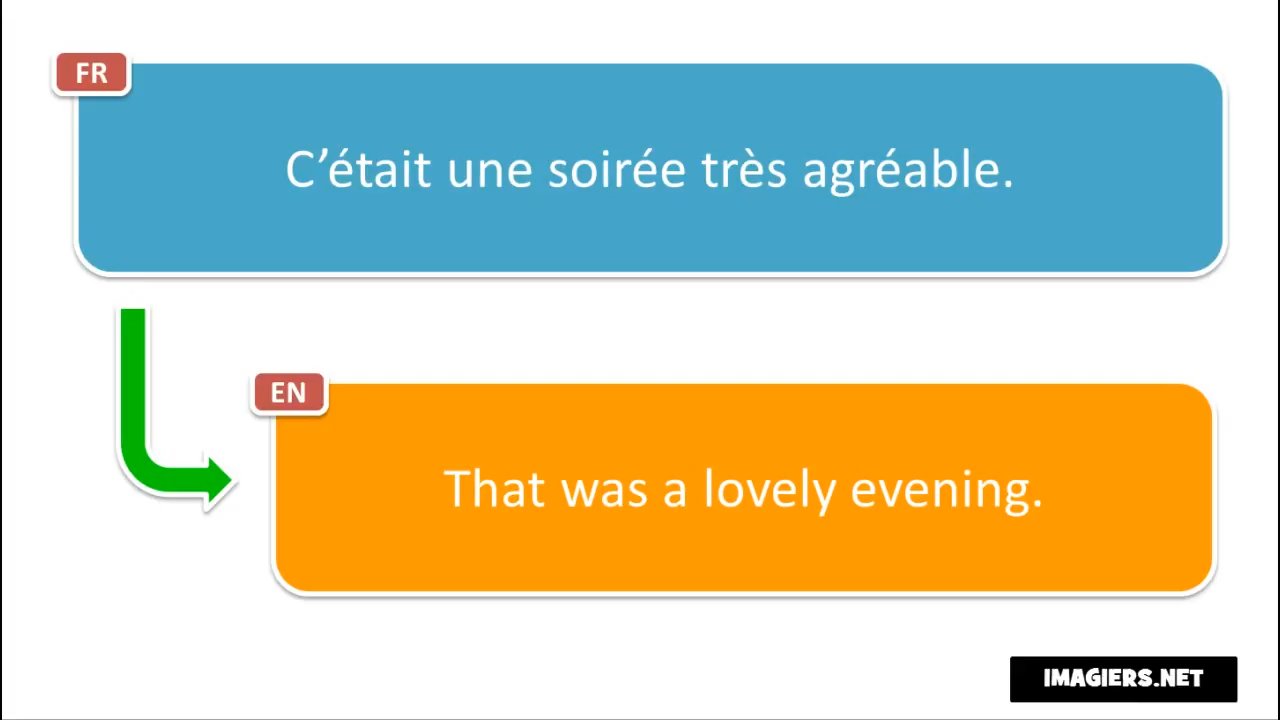 FR
C’était une soirée très agréable.
EN
That was a lovely evening.
IMAGIERS.NET